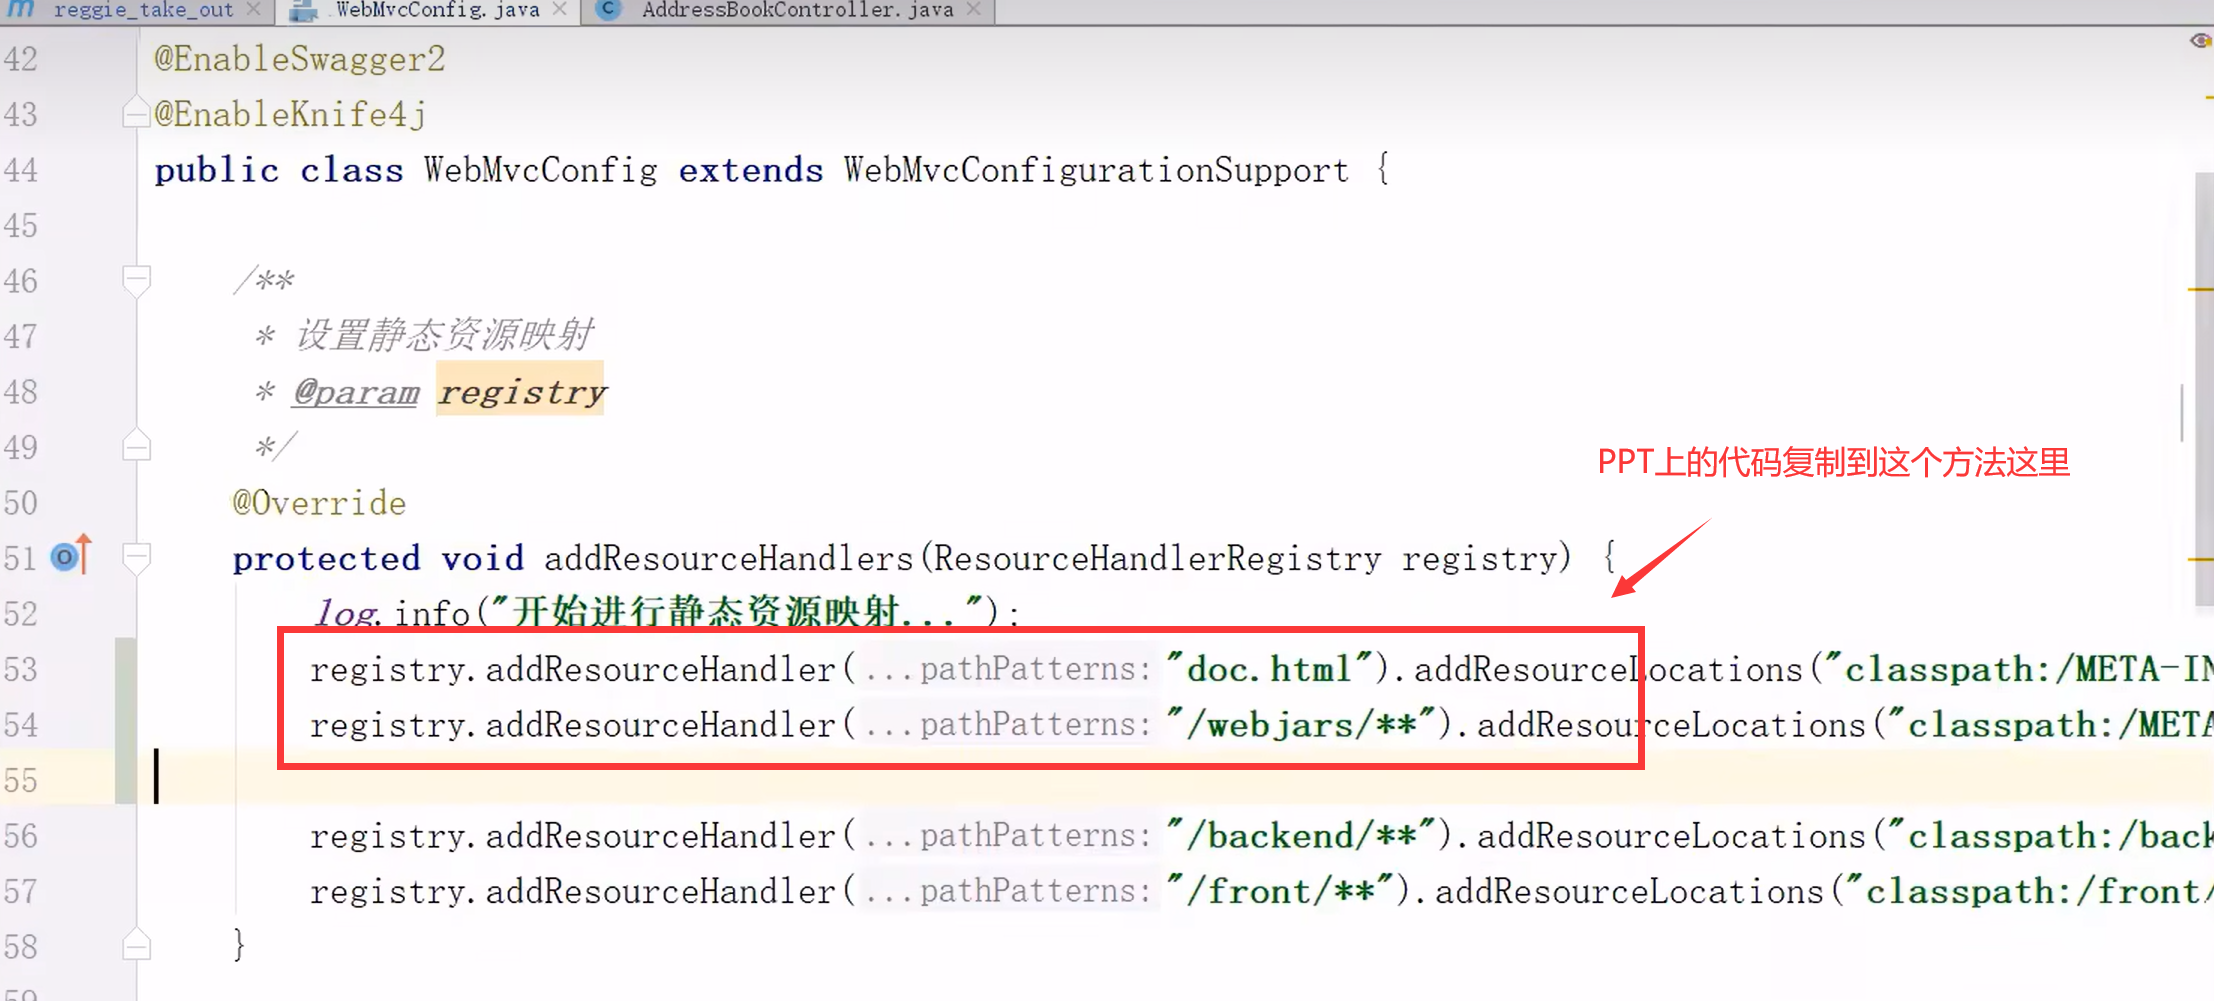 reggie_take_out
WebMvcConfig.java
AddressBookController.java
42 @EnableSwagger2
43 @EnableKnife4j
44 public class WebMvcConfig extends WebMvcConfigurationSupport {
45
46 /**
47 * 设置静态资源映射
48 * @param registry
49 */
PPT上的代码复制到这个方法这里
50 @Override
51 protected void addResourceHandlers(ResourceHandlerRegistry registry) {
52 log.info("开始进行静态资源映射...");
53 registry.addResourceHandler(...pathPatterns: "doc.html").addResourceLocations("classpath:/META-IN
54 registry.addResourceHandler(...pathPatterns: "/webjars/**").addResourceLocations("classpath:/META
55
56 registry.addResourceHandler(...pathPatterns: "/backend/**").addResourceLocations("classpath:/back
57 registry.addResourceHandler(...pathPatterns: "/front/**").addResourceLocations("classpath:/front/
58 }
59